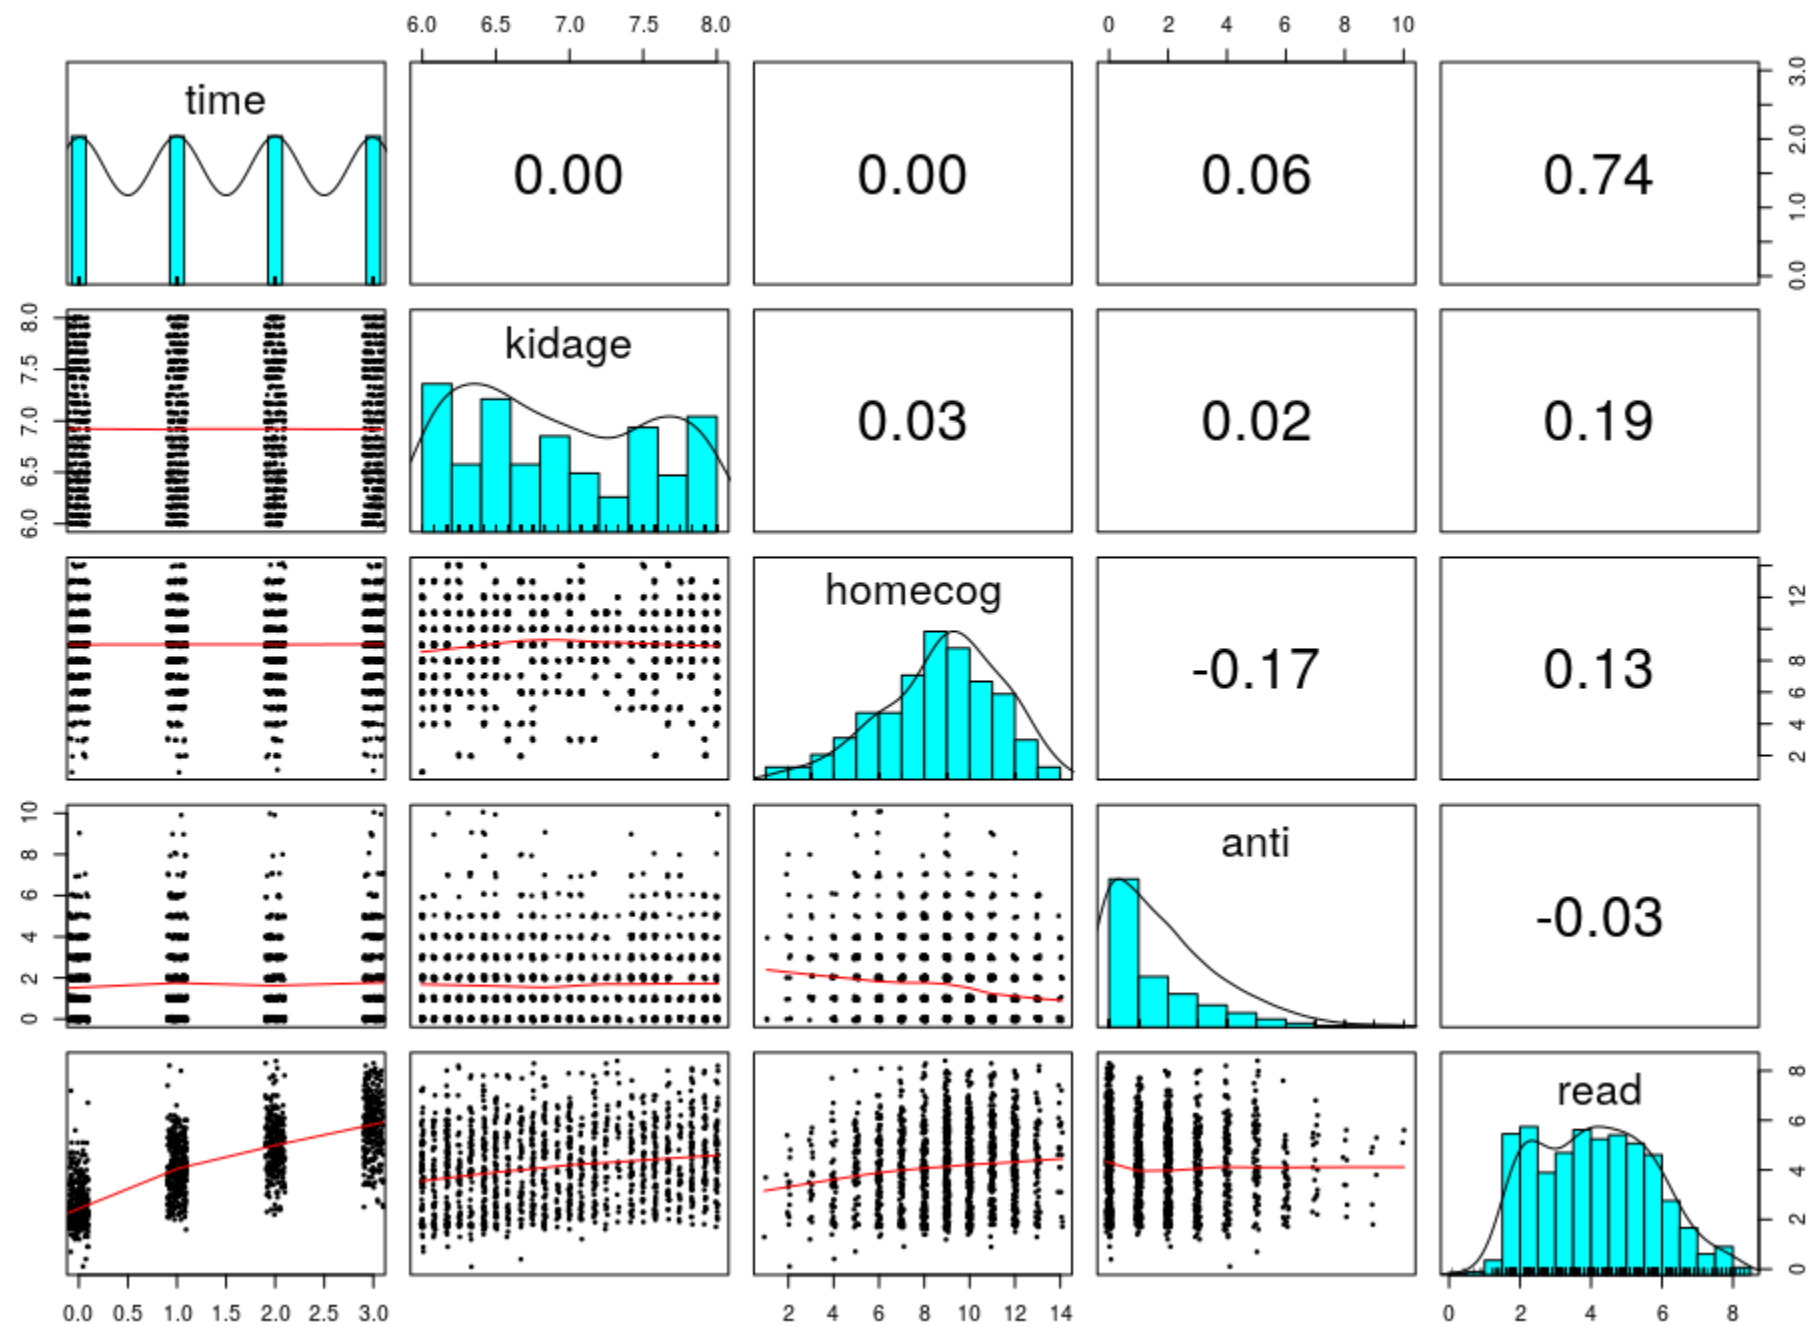 6.0 6.5 7.0 7.5 8.0 0 2 4 6 8 10
time 0.00 0.00 0.06 0.74 0.0 1.0 2.0 3.0
6.0 6.5 7.0 7.5 8.0 kidage 0.03 0.02 0.19
homecog -0.17 0.13 2 4 6 8 12
0 2 4 6 8 10 anti -0.03
read 0 2 4 6 8
0.0 0.5 1.0 1.5 2.0 2.5 3.0 2 4 6 8 10 12 14 0 2 4 6 8